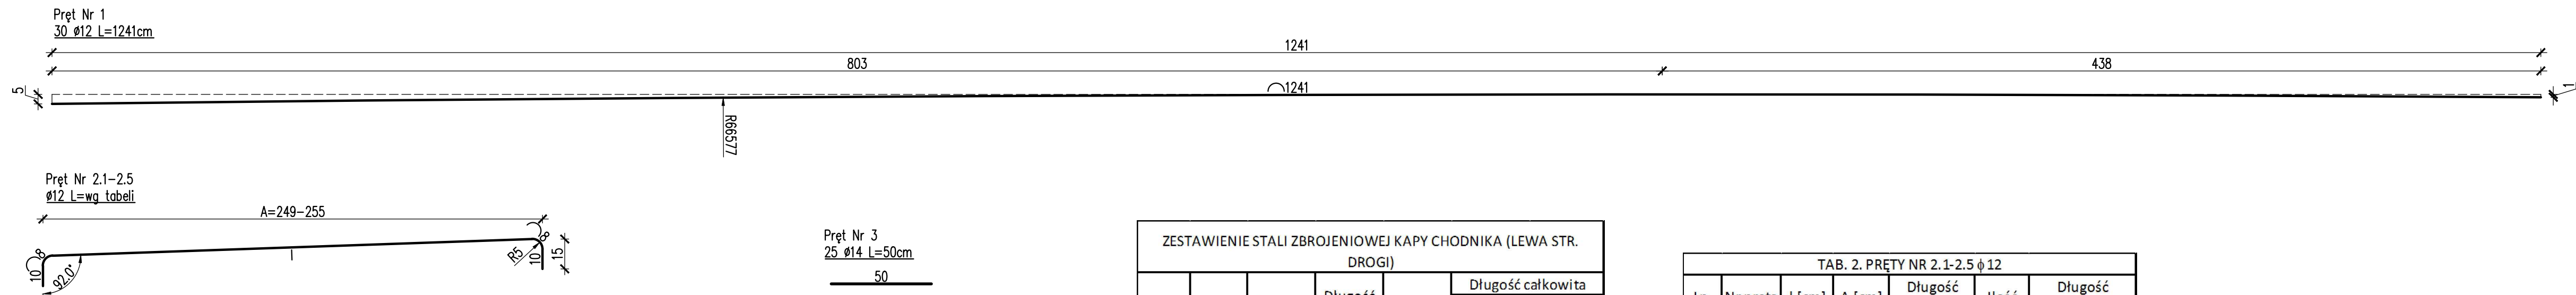 Pręt Nr 1
30 ø12 L=1241cm
1241
803
438
5
1241
1
R66577
Pręt Nr 2.1-2.5
ø12 L=wg tabeli
A=249-255
8
10
92.0°
l
8
R5
10
15
Pręt Nr 3
25 ø14 L=50cm
50
ZESTAWIENIE STALI ZBROJENIOWEJ KAPY CHODNIKA (LEWA STR.
DROGI)
Długość całkowita
TAB. 2. PRĘTY NR 2.1-2.5 ϕ 12
Długość
Długość